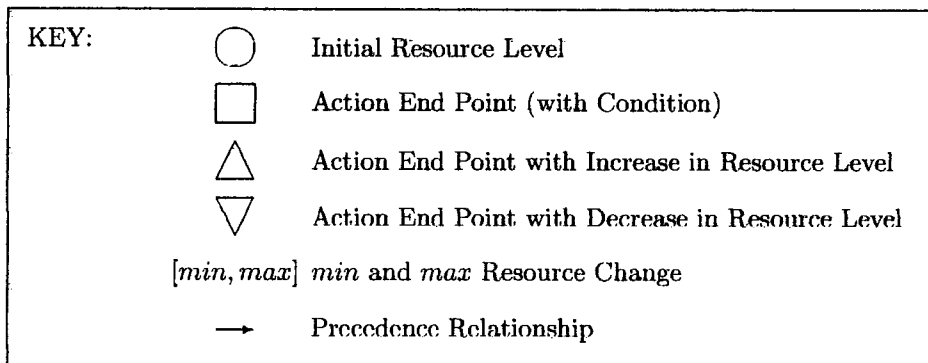 KEY:
Initial Resource Level
Action End Point (with Condition)
Action End Point with Increase in Resource Level
Action End Point with Decrease in Resource Level
[min, max] min and max Resource Change
Precedence Relationship